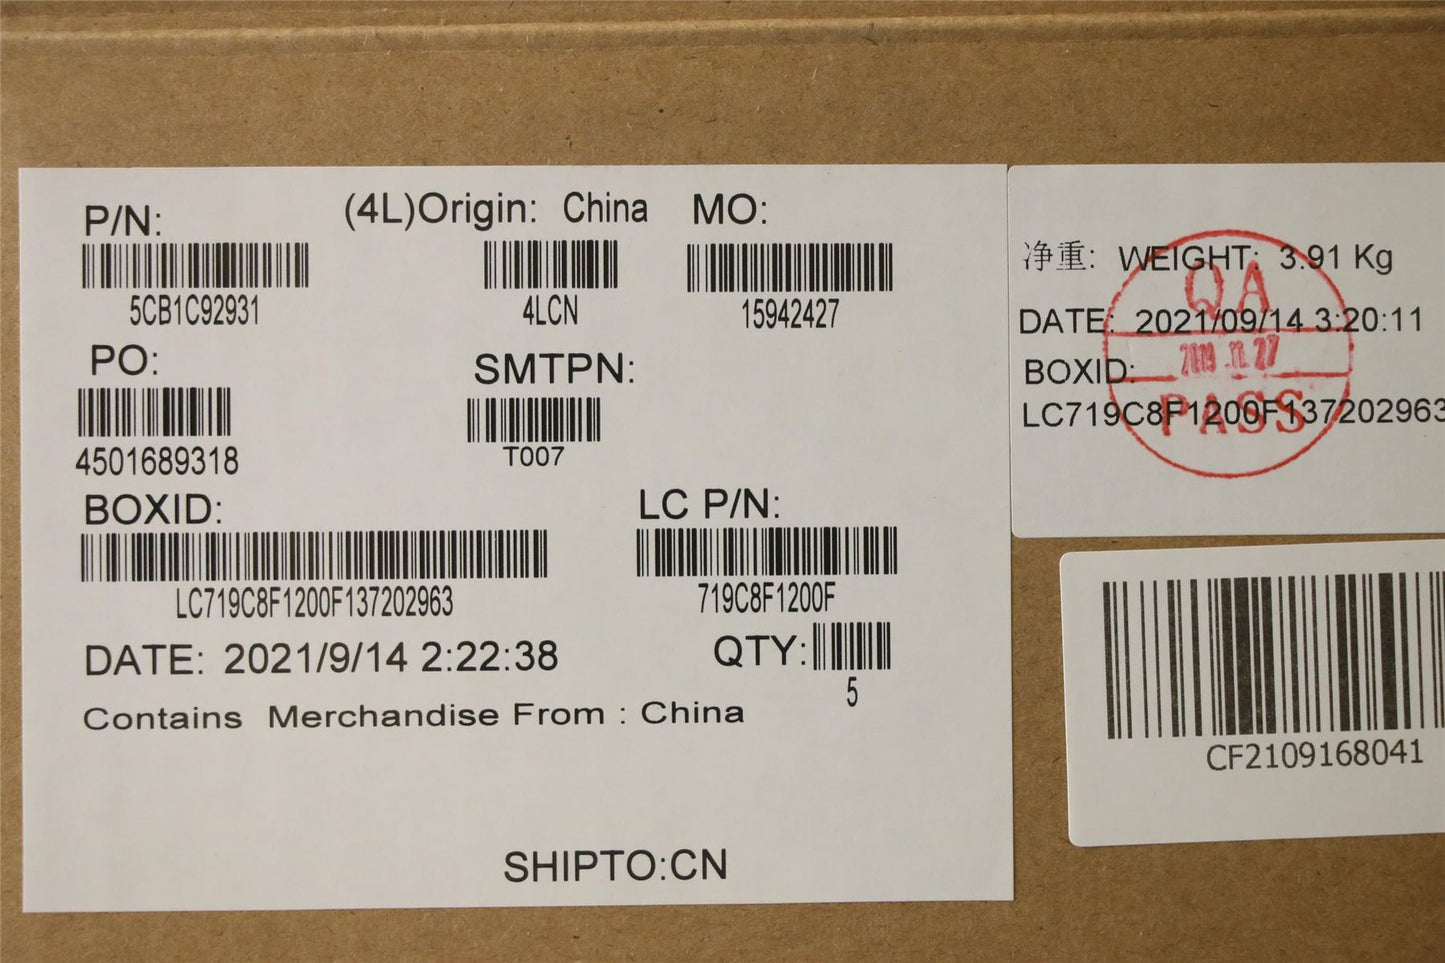 P/N:
(4L)Origin: China
MO:
5CB1C92931
4LCN
15942427
PO:
SMTPN:
4501689318
T007
BOXID:
LC P/N:
LC719C8F1200F137202963
719C8F1200F
DATE: 2021/9/14 2:22:38
QTY:
5
Contains Merchandise From : China
SHIPTO:CN
净重: WEIGHT: 3.91 Kg
DATE: 2021/09/14 3:20:11
BOXID:
LC719C8F1200F137202963
QA
PASS
CF2109168041